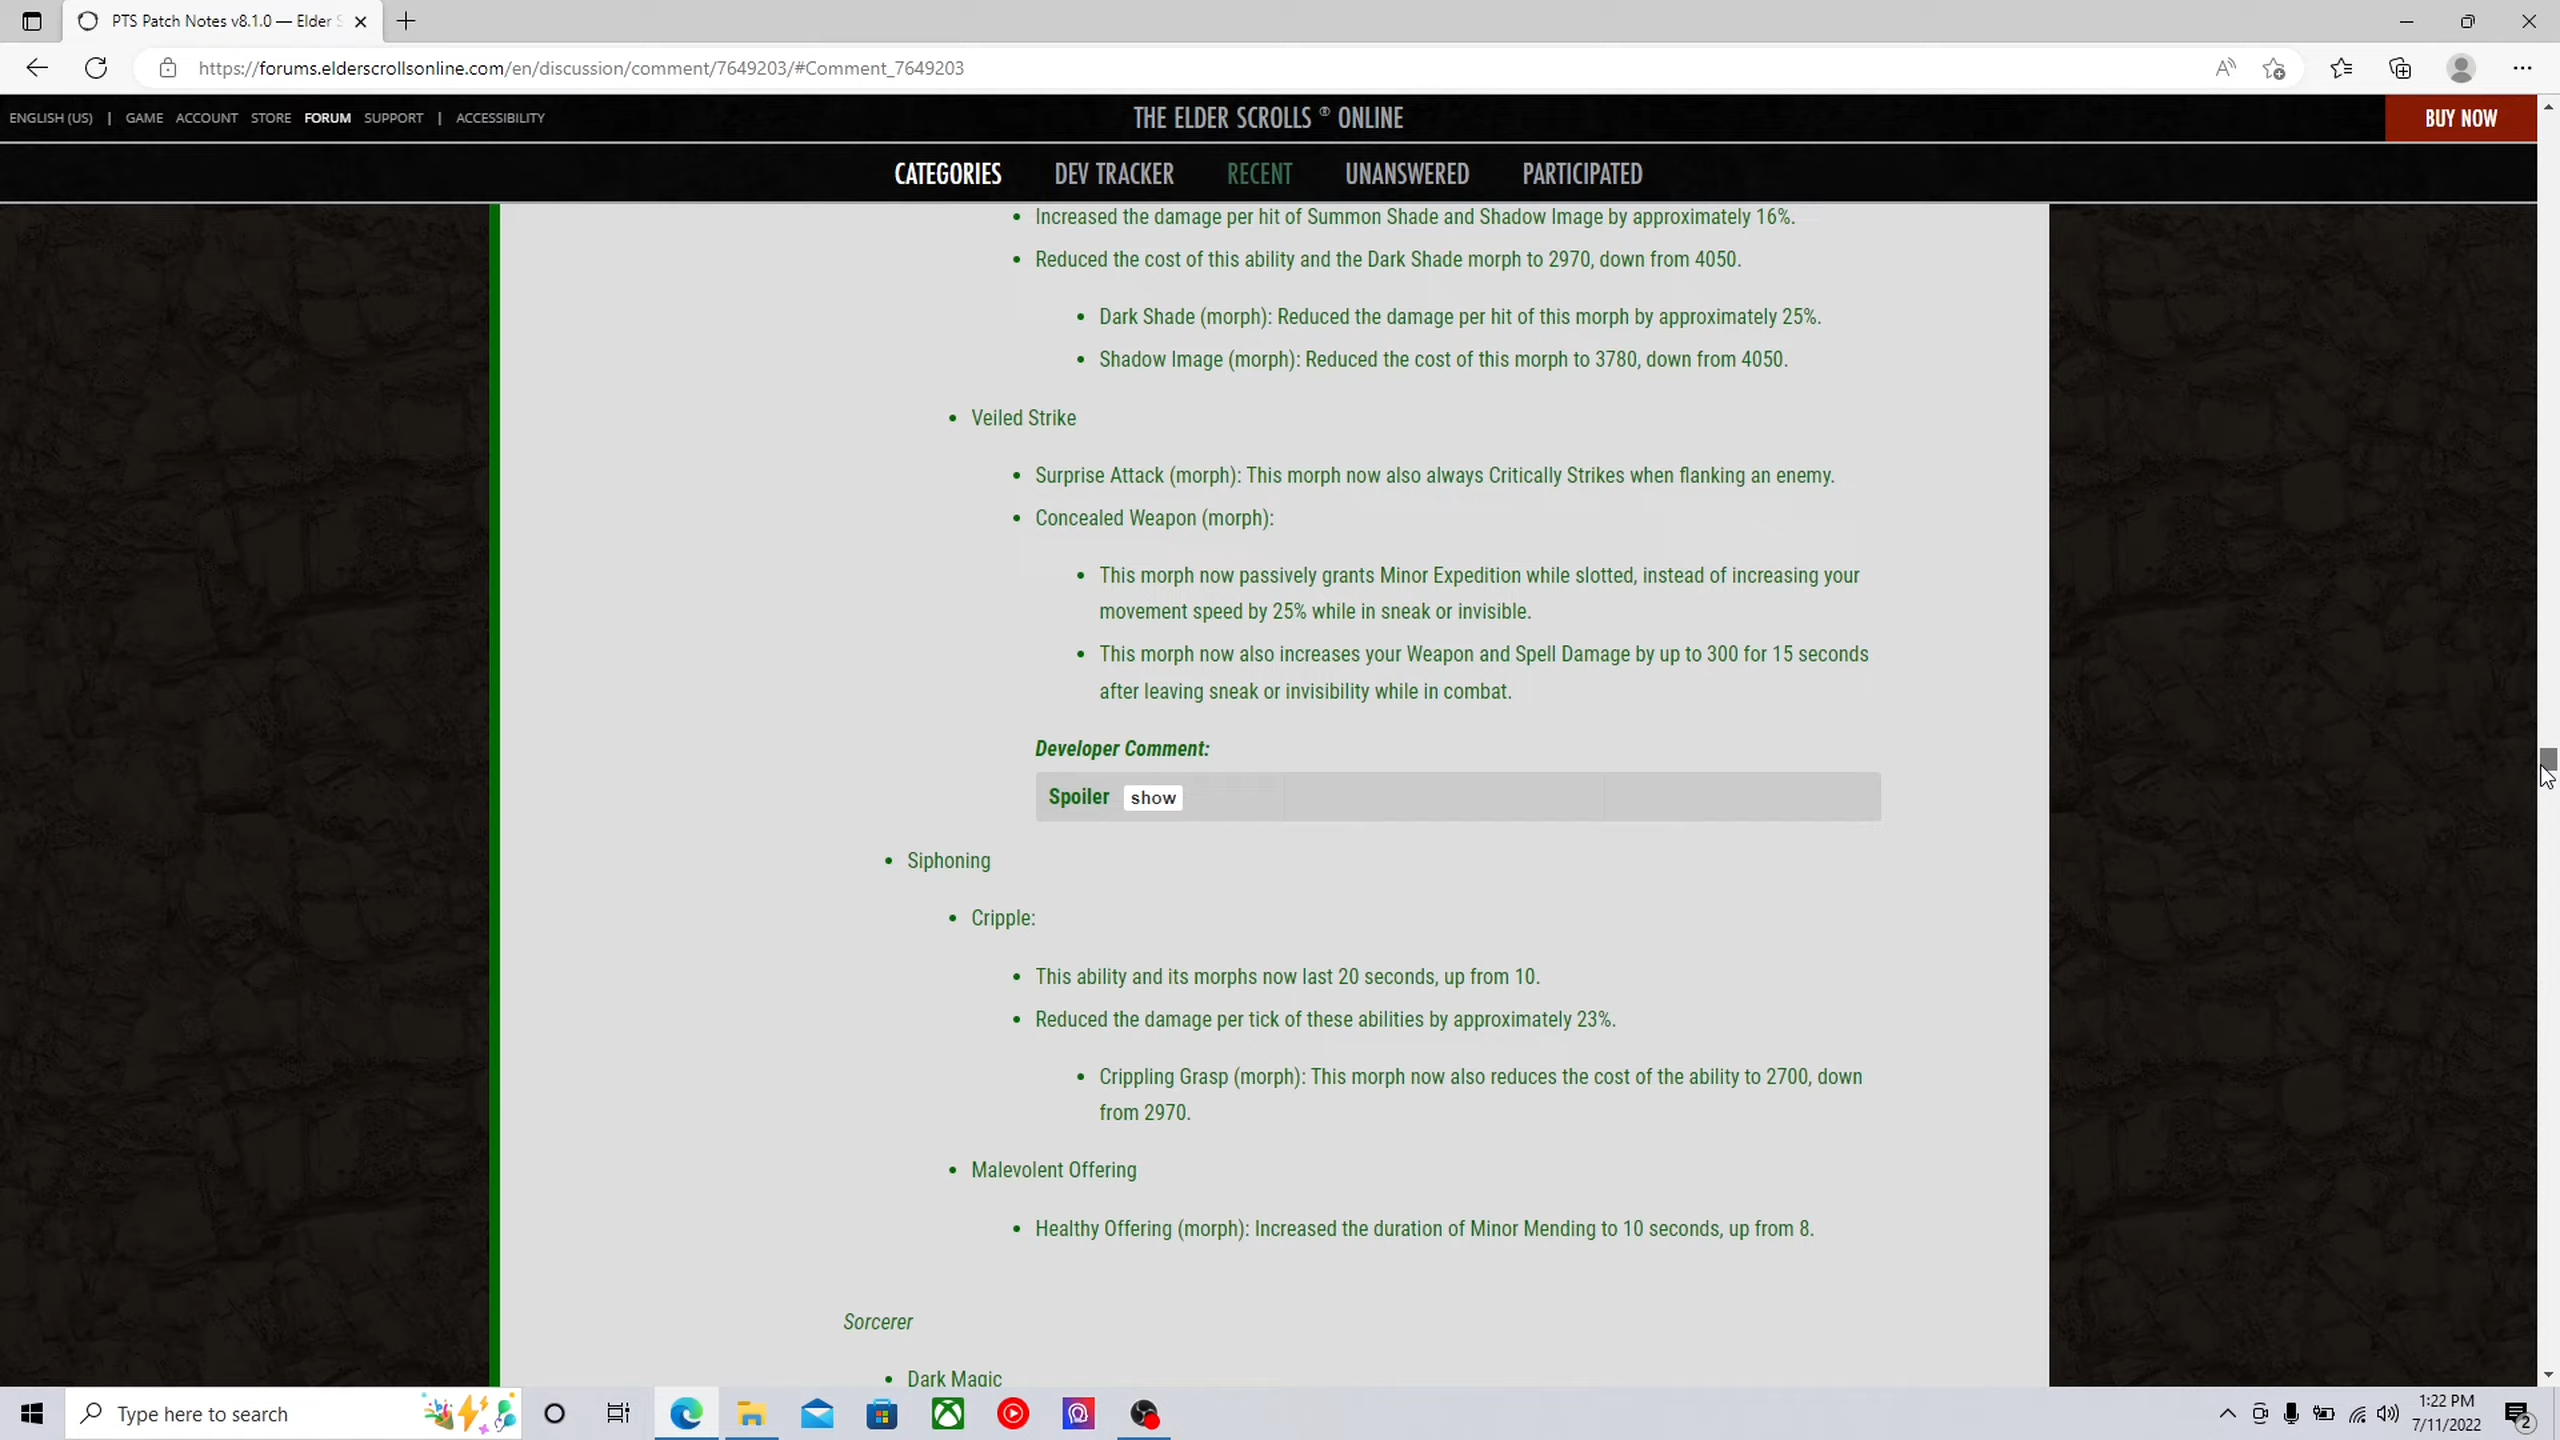 PTS Patch Notes v8.1.0 — Elder S
https://forums.elderscrollsonline.com/en/discussion/comment/7649203/#Comment_7649203
ENGLISH (US) | GAME ACCOUNT STORE FORUM SUPPORT | ACCESSIBILITY
THE ELDER SCROLLS ® ONLINE
BUY NOW
CATEGORIES DEV TRACKER RECENT UNANSWERED PARTICIPATED
• Increased the damage per hit of Summon Shade and Shadow Image by approximately 16%.
• Reduced the cost of this ability and the Dark Shade morph to 2970, down from 4050.
• Dark Shade (morph): Reduced the damage per hit of this morph by approximately 25%.
• Shadow Image (morph): Reduced the cost of this morph to 3780, down from 4050.
• Veiled Strike
• Surprise Attack (morph): This morph now also always Critically Strikes when flanking an enemy.
• Concealed Weapon (morph):
• This morph now passively grants Minor Expedition while slotted, instead of increasing your
movement speed by 25% while in sneak or invisible.
• This morph now also increases your Weapon and Spell Damage by up to 300 for 15 seconds
after leaving sneak or invisibility while in combat.
Developer Comment:
Spoiler show
• Siphoning
• Cripple:
• This ability and its morphs now last 20 seconds, up from 10.
• Reduced the damage per tick of these abilities by approximately 23%.
• Crippling Grasp (morph): This morph now also reduces the cost of the ability to 2700, down
from 2970.
• Malevolent Offering
• Healthy Offering (morph): Increased the duration of Minor Mending to 10 seconds, up from 8.
Sorcerer
• Dark Magic
Type here to search
1:22 PM
7/11/2022
2